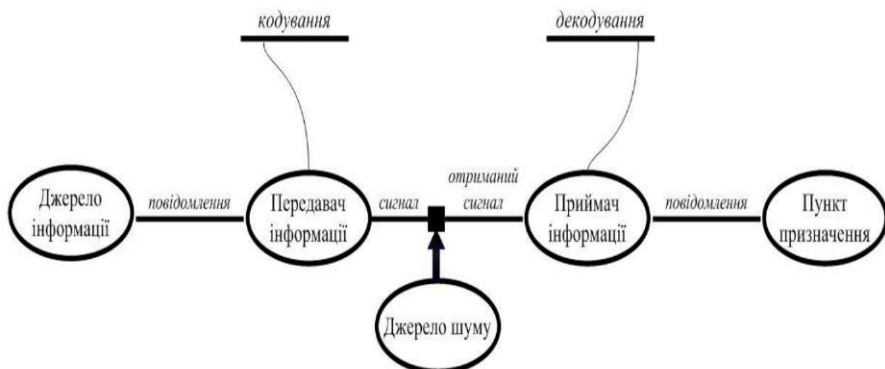 кодування
декодування
Джерело
інформації
повідомлення
Передавач
інформації
сигнал
отриманий
сигнал
Приймач
інформації
повідомлення
Пункт
призначення
Джерело шуму